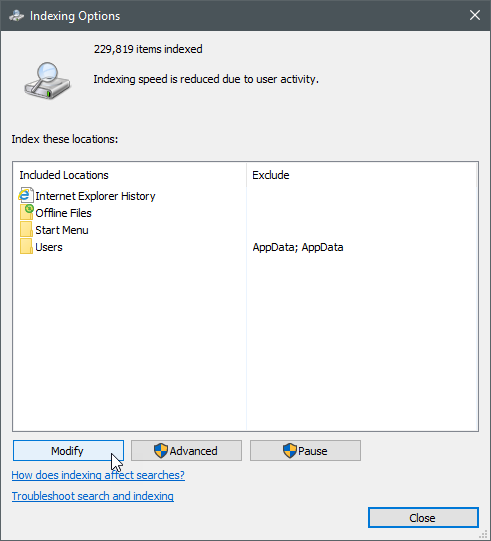 Indexing Options
229,819 items indexed
Indexing speed is reduced due to user activity.
Index these locations:
Included Locations Exclude
Internet Explorer History
Offline Files
Start Menu
Users AppData; AppData
Modify Advanced Pause
How does indexing affect searches?
Troubleshoot search and indexing
Close